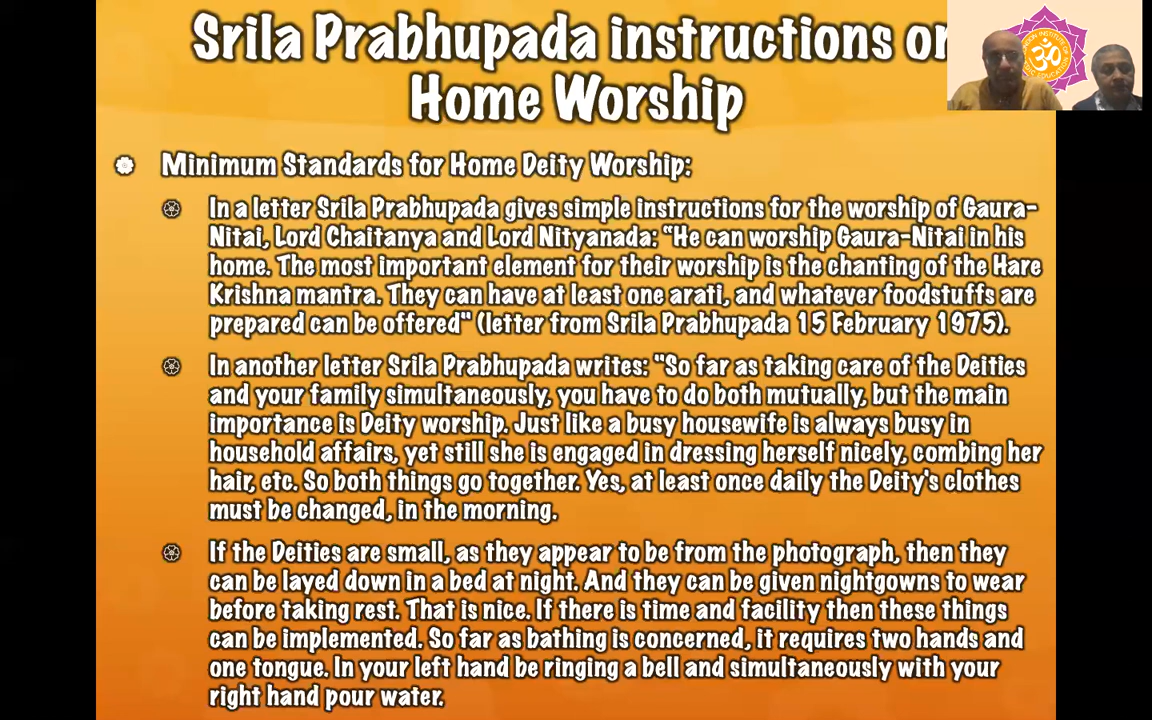 Srila Prabhupada instructions on
Home Worship
Minimum Standards for Home Deity Worship:
In a letter Srila Prabhupada gives simple instructions for the worship of Gaura-
Nitai, Lord Chaitanya and Lord Nityanada: "He can worship Gaura-Nitai in his
home. The most important element for their worship is the chanting of the Hare
Krishna mantra. They can have at least one arati, and whatever foodstuffs are
prepared can be offered" (letter from Srila Prabhupada 15 February 1975).
In another letter Srila Prabhupada writes: "So far as taking care of the Deities
and your family simultaneously, you have to do both mutually, but the main
importance is Deity worship. Just like a busy housewife is always busy in
household affairs, yet still she is engaged in dressing herself nicely, combing her
hair, etc. So both things go together. Yes, at least once daily the Deity's clothes
must be changed, in the morning.
If the Deities are small, as they appear to be from the photograph, then they
can be layed down in a bed at night. And they can be given nightgowns to wear
before taking rest. That is nice. If there is time and facility then these things
can be implemented. So far as bathing is concerned, it requires two hands and
one tongue. In your left hand be ringing a bell and simultaneously with your
right hand pour water.
ॐ